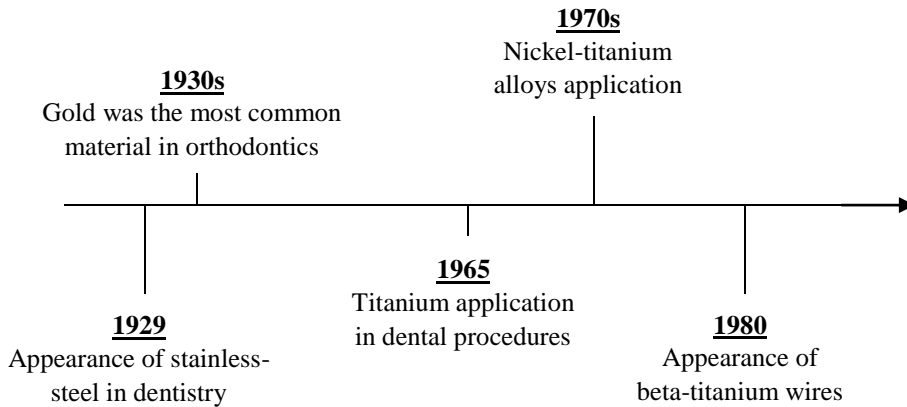 1970s
Nickel-titanium
alloys application
1930s
Gold was the most common
material in orthodontics
1965
Titanium application
in dental procedures
1929
Appearance of stainless-
steel in dentistry
1980
Appearance of
beta-titanium wires